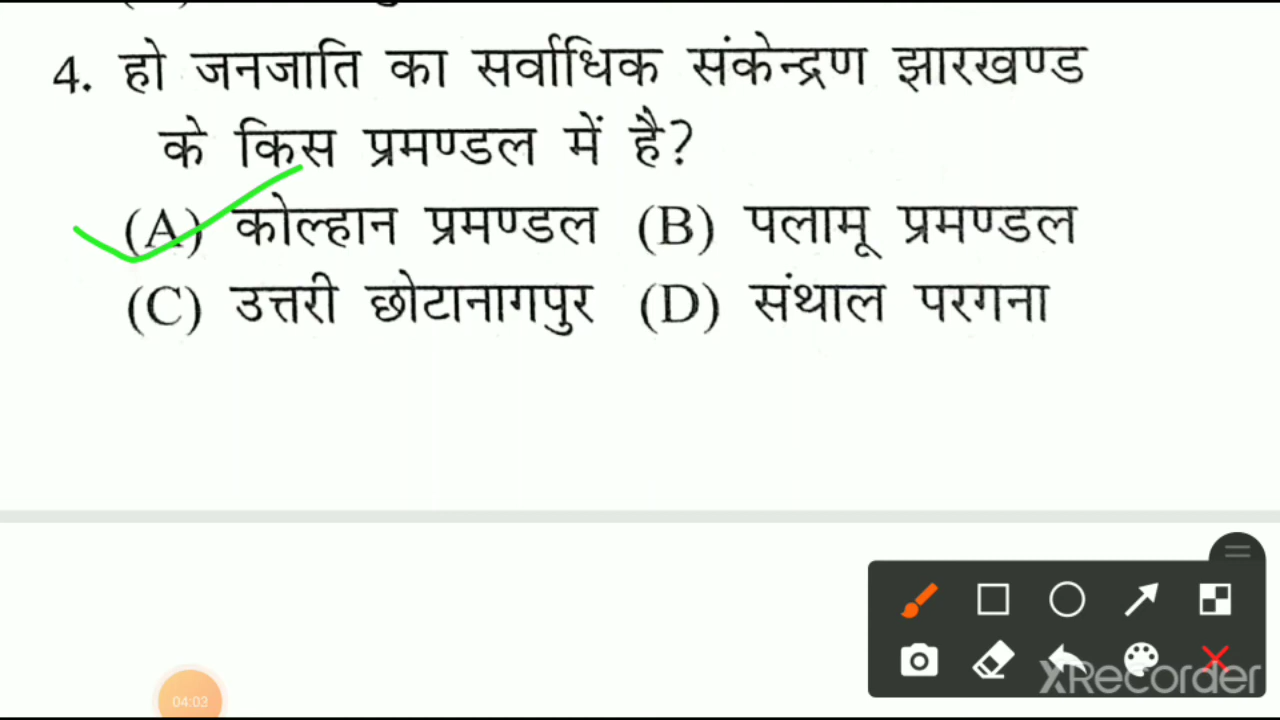 4. हो जनजाति का सर्वाधिक संकेन्द्रण झारखण्ड
के किस प्रमण्डल में है?
(A) कोल्हान प्रमण्डल (B) पलामू प्रमण्डल
(C) उत्तरी छोटानागपुर (D) संथाल परगना
XRecorder
04:03